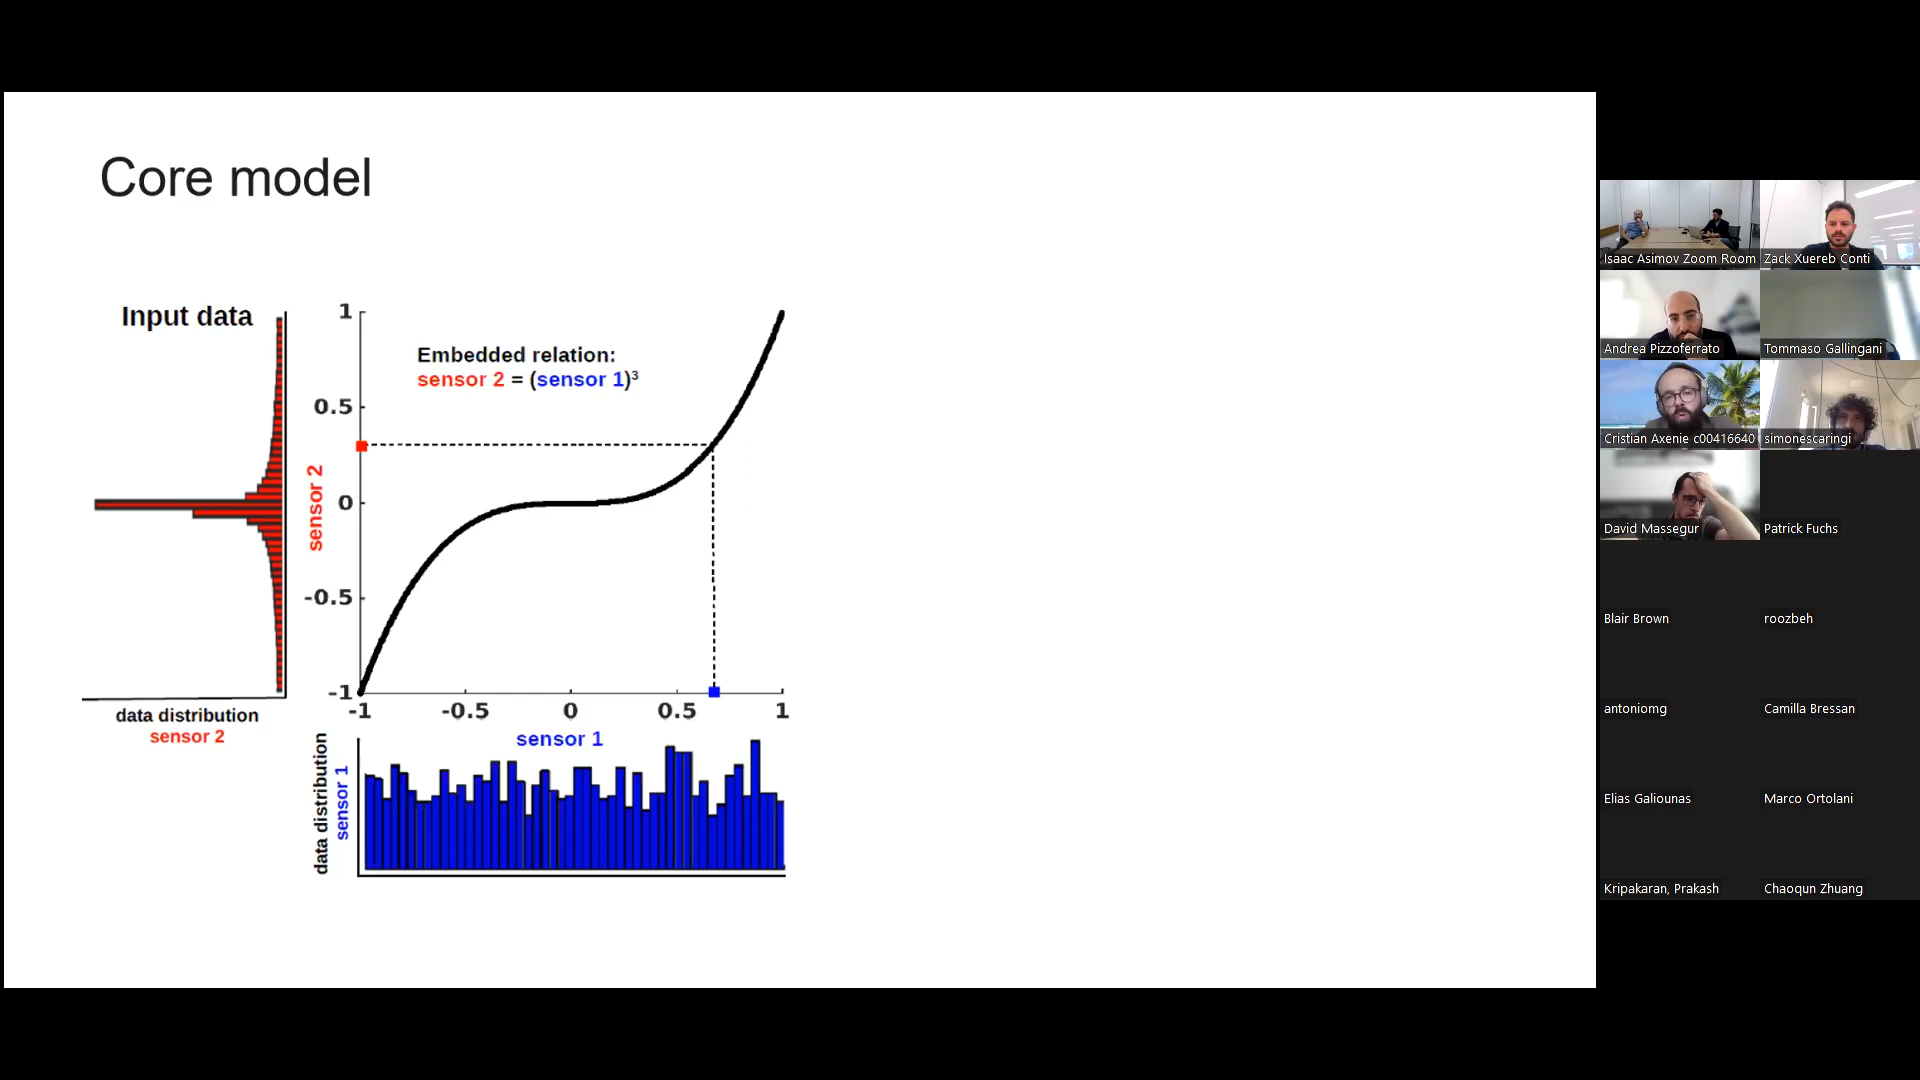 Core model
Input data
data distribution
sensor 2
Embedded relation:
sensor 2 = (sensor 1)³
1
0.5
0
-0.5
-1
sensor 2
-1
-0.5
0
0.5
1
sensor 1
data distribution
sensor 1
Isaac Asimov Zoom Room
Zack Xuereb Conti
Andrea Pizzoferrato
Tommaso Gallingani
Cristian Axenie c00416640
simonescaringi
David Massegur
Patrick Fuchs
Blair Brown
roozbeh
antoniomg
Camilla Bressan
Elias Galiounas
Marco Ortolani
Kripakaran, Prakash
Chaoqun Zhuang